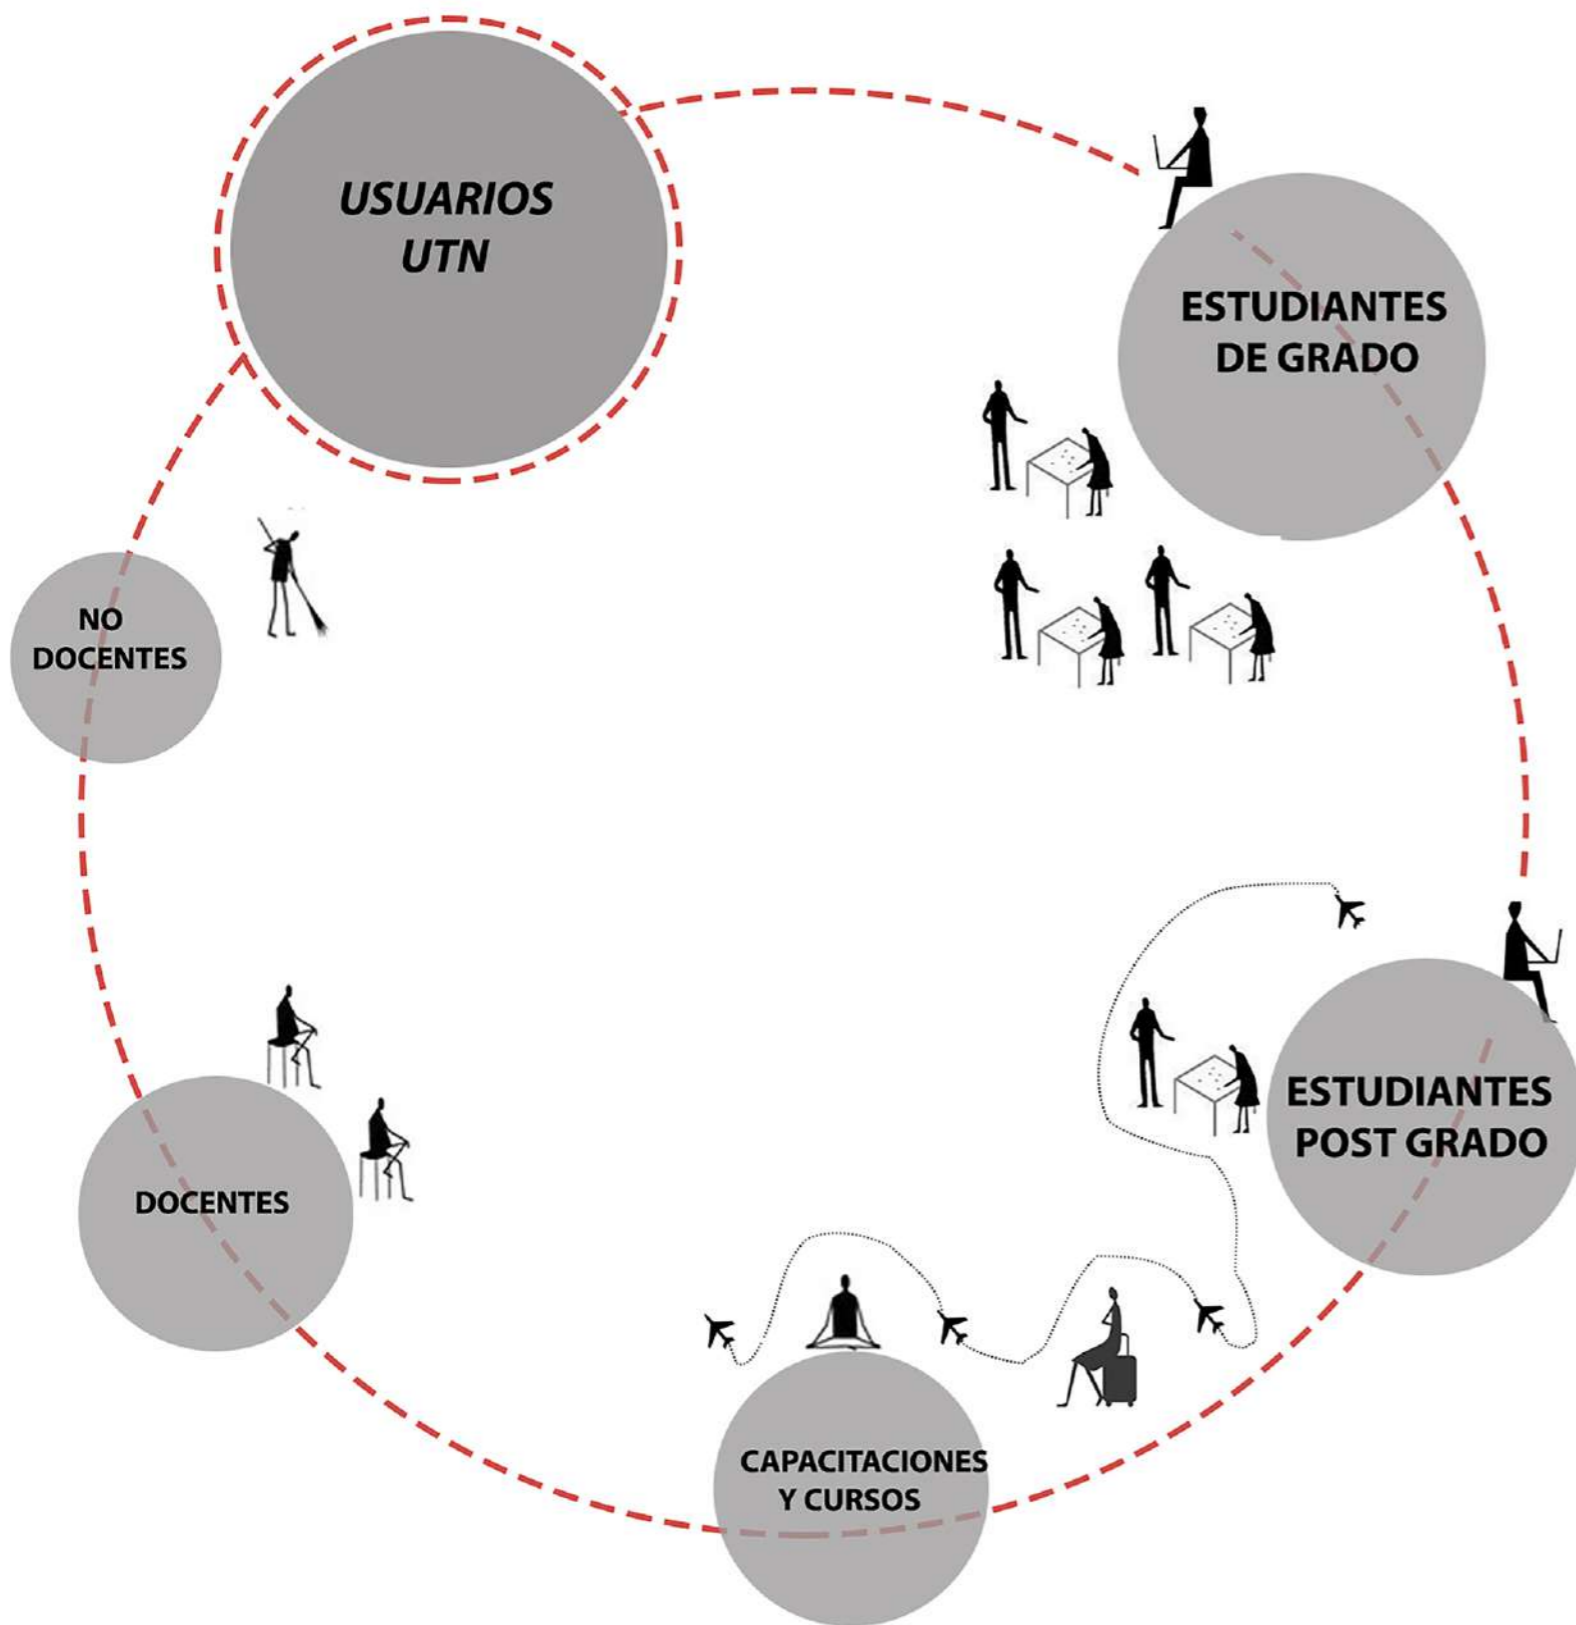 USUARIOS
UTN
ESTUDIANTES
DE GRADO
NO
DOCENTES
ESTUDIANTES
POST GRADO
DOCENTES
CAPACITACIONES
Y CURSOS